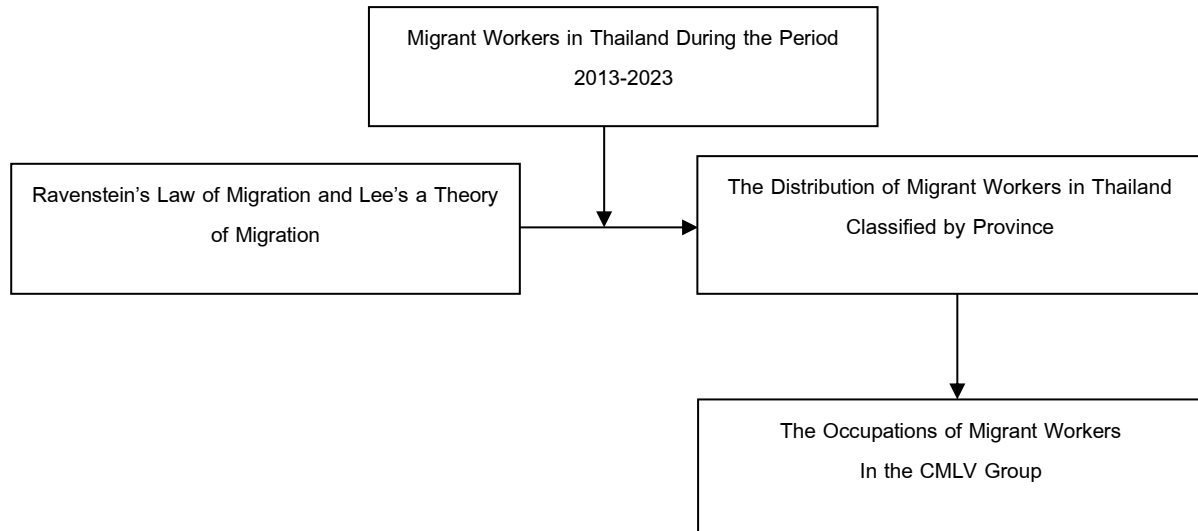 Migrant Workers in Thailand During the Period
2013-2023
Ravenstein's Law of Migration and Lee's a Theory
of Migration
The Distribution of Migrant Workers in Thailand
Classified by Province
The Occupations of Migrant Workers
In the CMLV Group